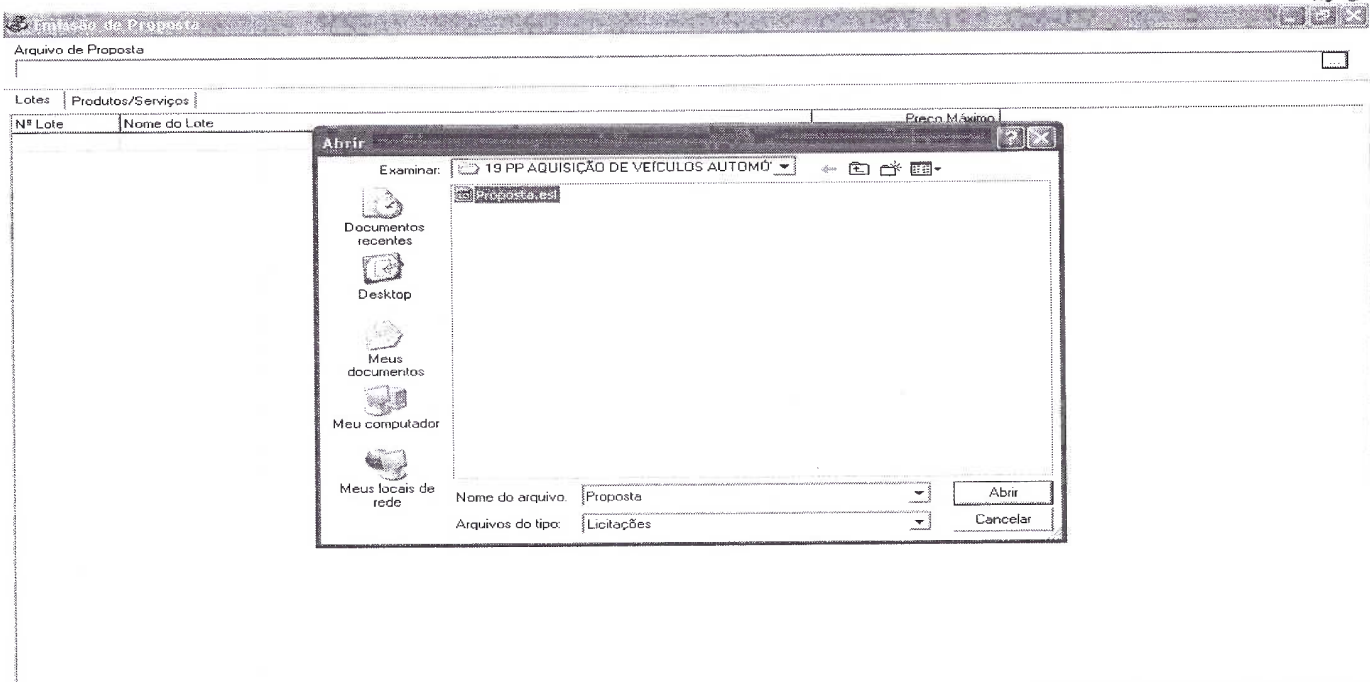 Emissão de Proposta
Arquivo de Proposta
...
Lotes Produtos/Serviços
Nº Lote Nome do Lote Preço Máximo
Abrir
Examinar: 19 PP AQUISIÇÃO DE VEÍCULOS AUTOMÓ
Proposta.esl
Documentos
recentes
Desktop
Meus
documentos
Meu computador
Meus locais de
rede
Nome do arquivo: Proposta Abrir
Arquivos do tipo: Licitações Cancelar